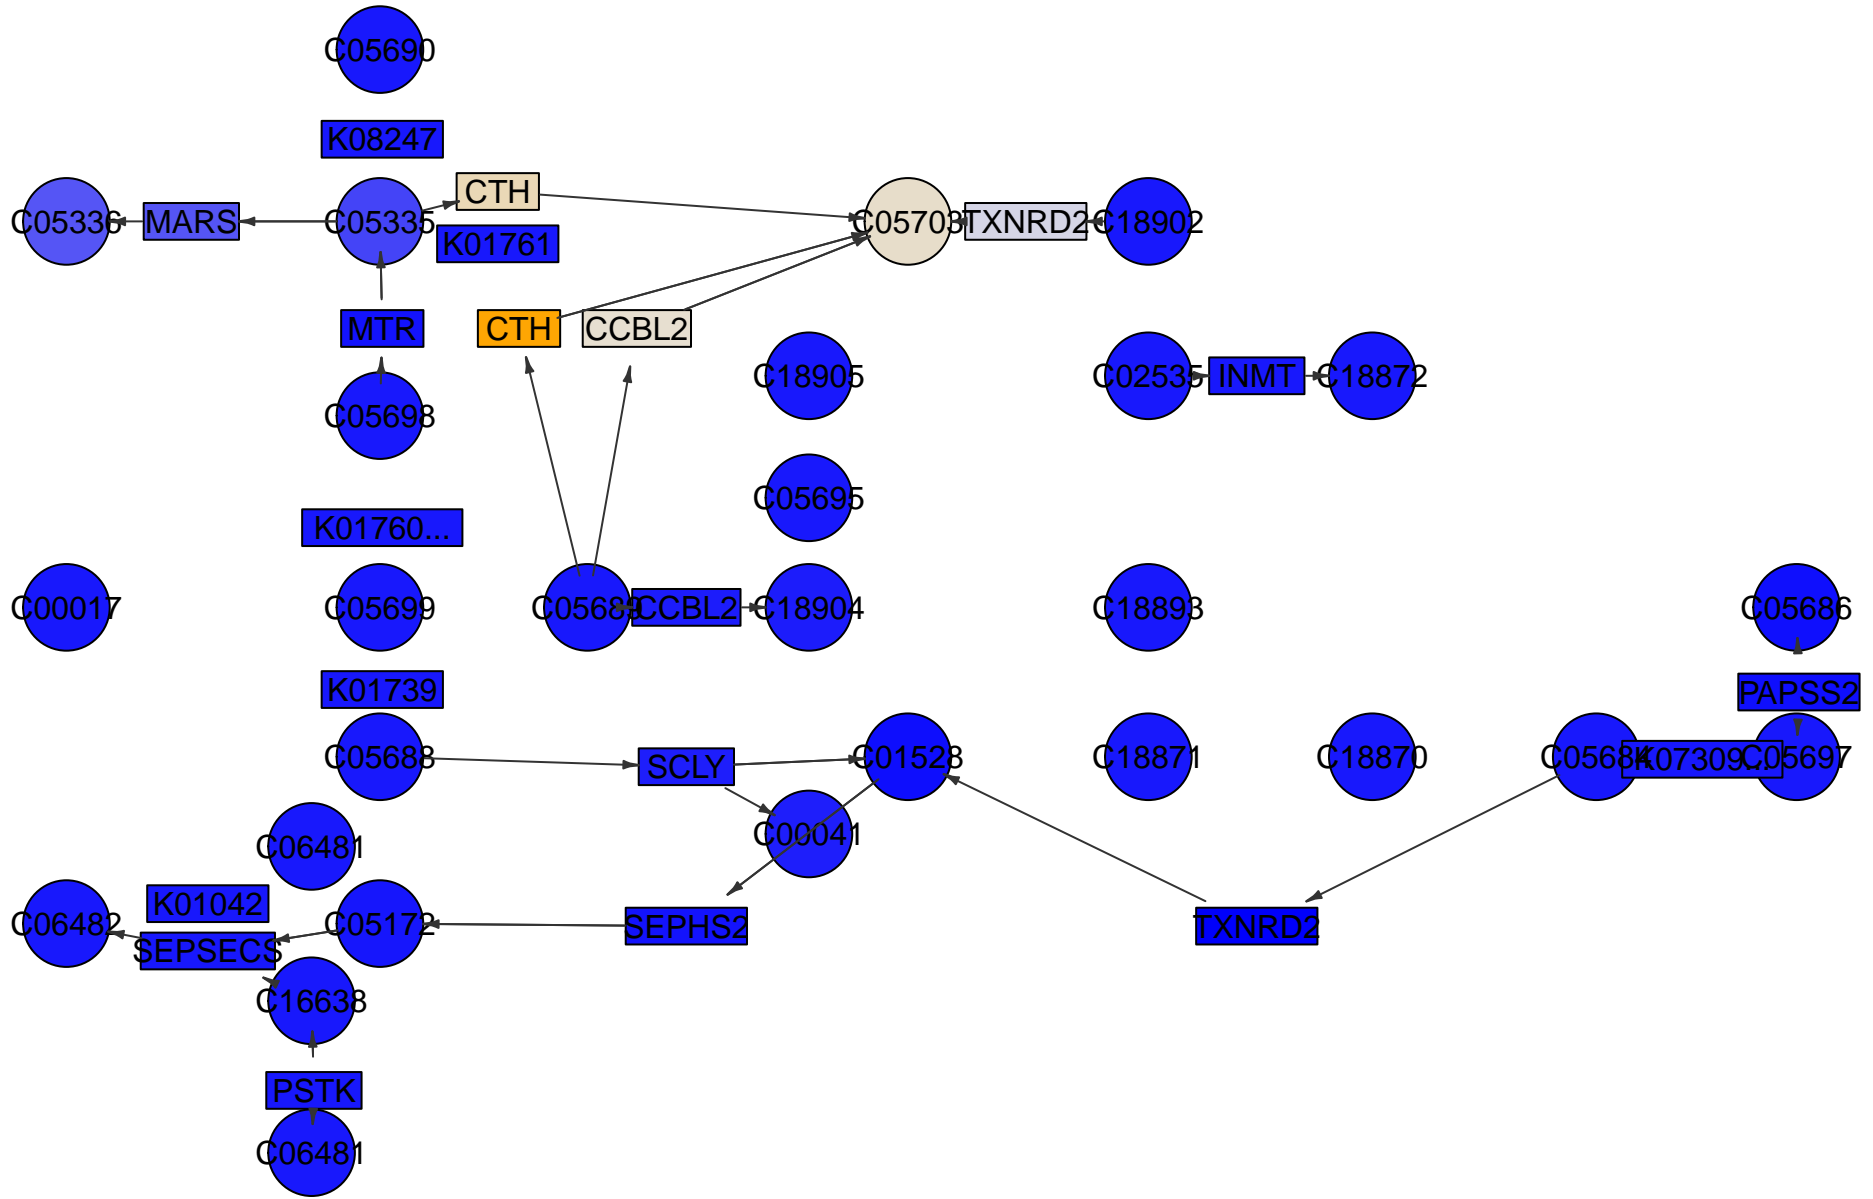 C05690
K08247
CTH
C05336
MARS
C05335
C05703
TXNRD2
C18902
K01761
MTR
CTH
CCBL2
C18905
C02535
INMT
C18872
C05698
C05695
K01760...
C00017
C05699
C05689
CCBL2
C18904
C18893
C05686
K01739
PAPSS2
C05688
SCLY
C01528
C18871
C18870
C05684
K07309...
C05697
C00041
C06481
K01042
C06482
C05172
SEPHS2
TXNRD2
SEPSECS
C16638
PSTK
C06481